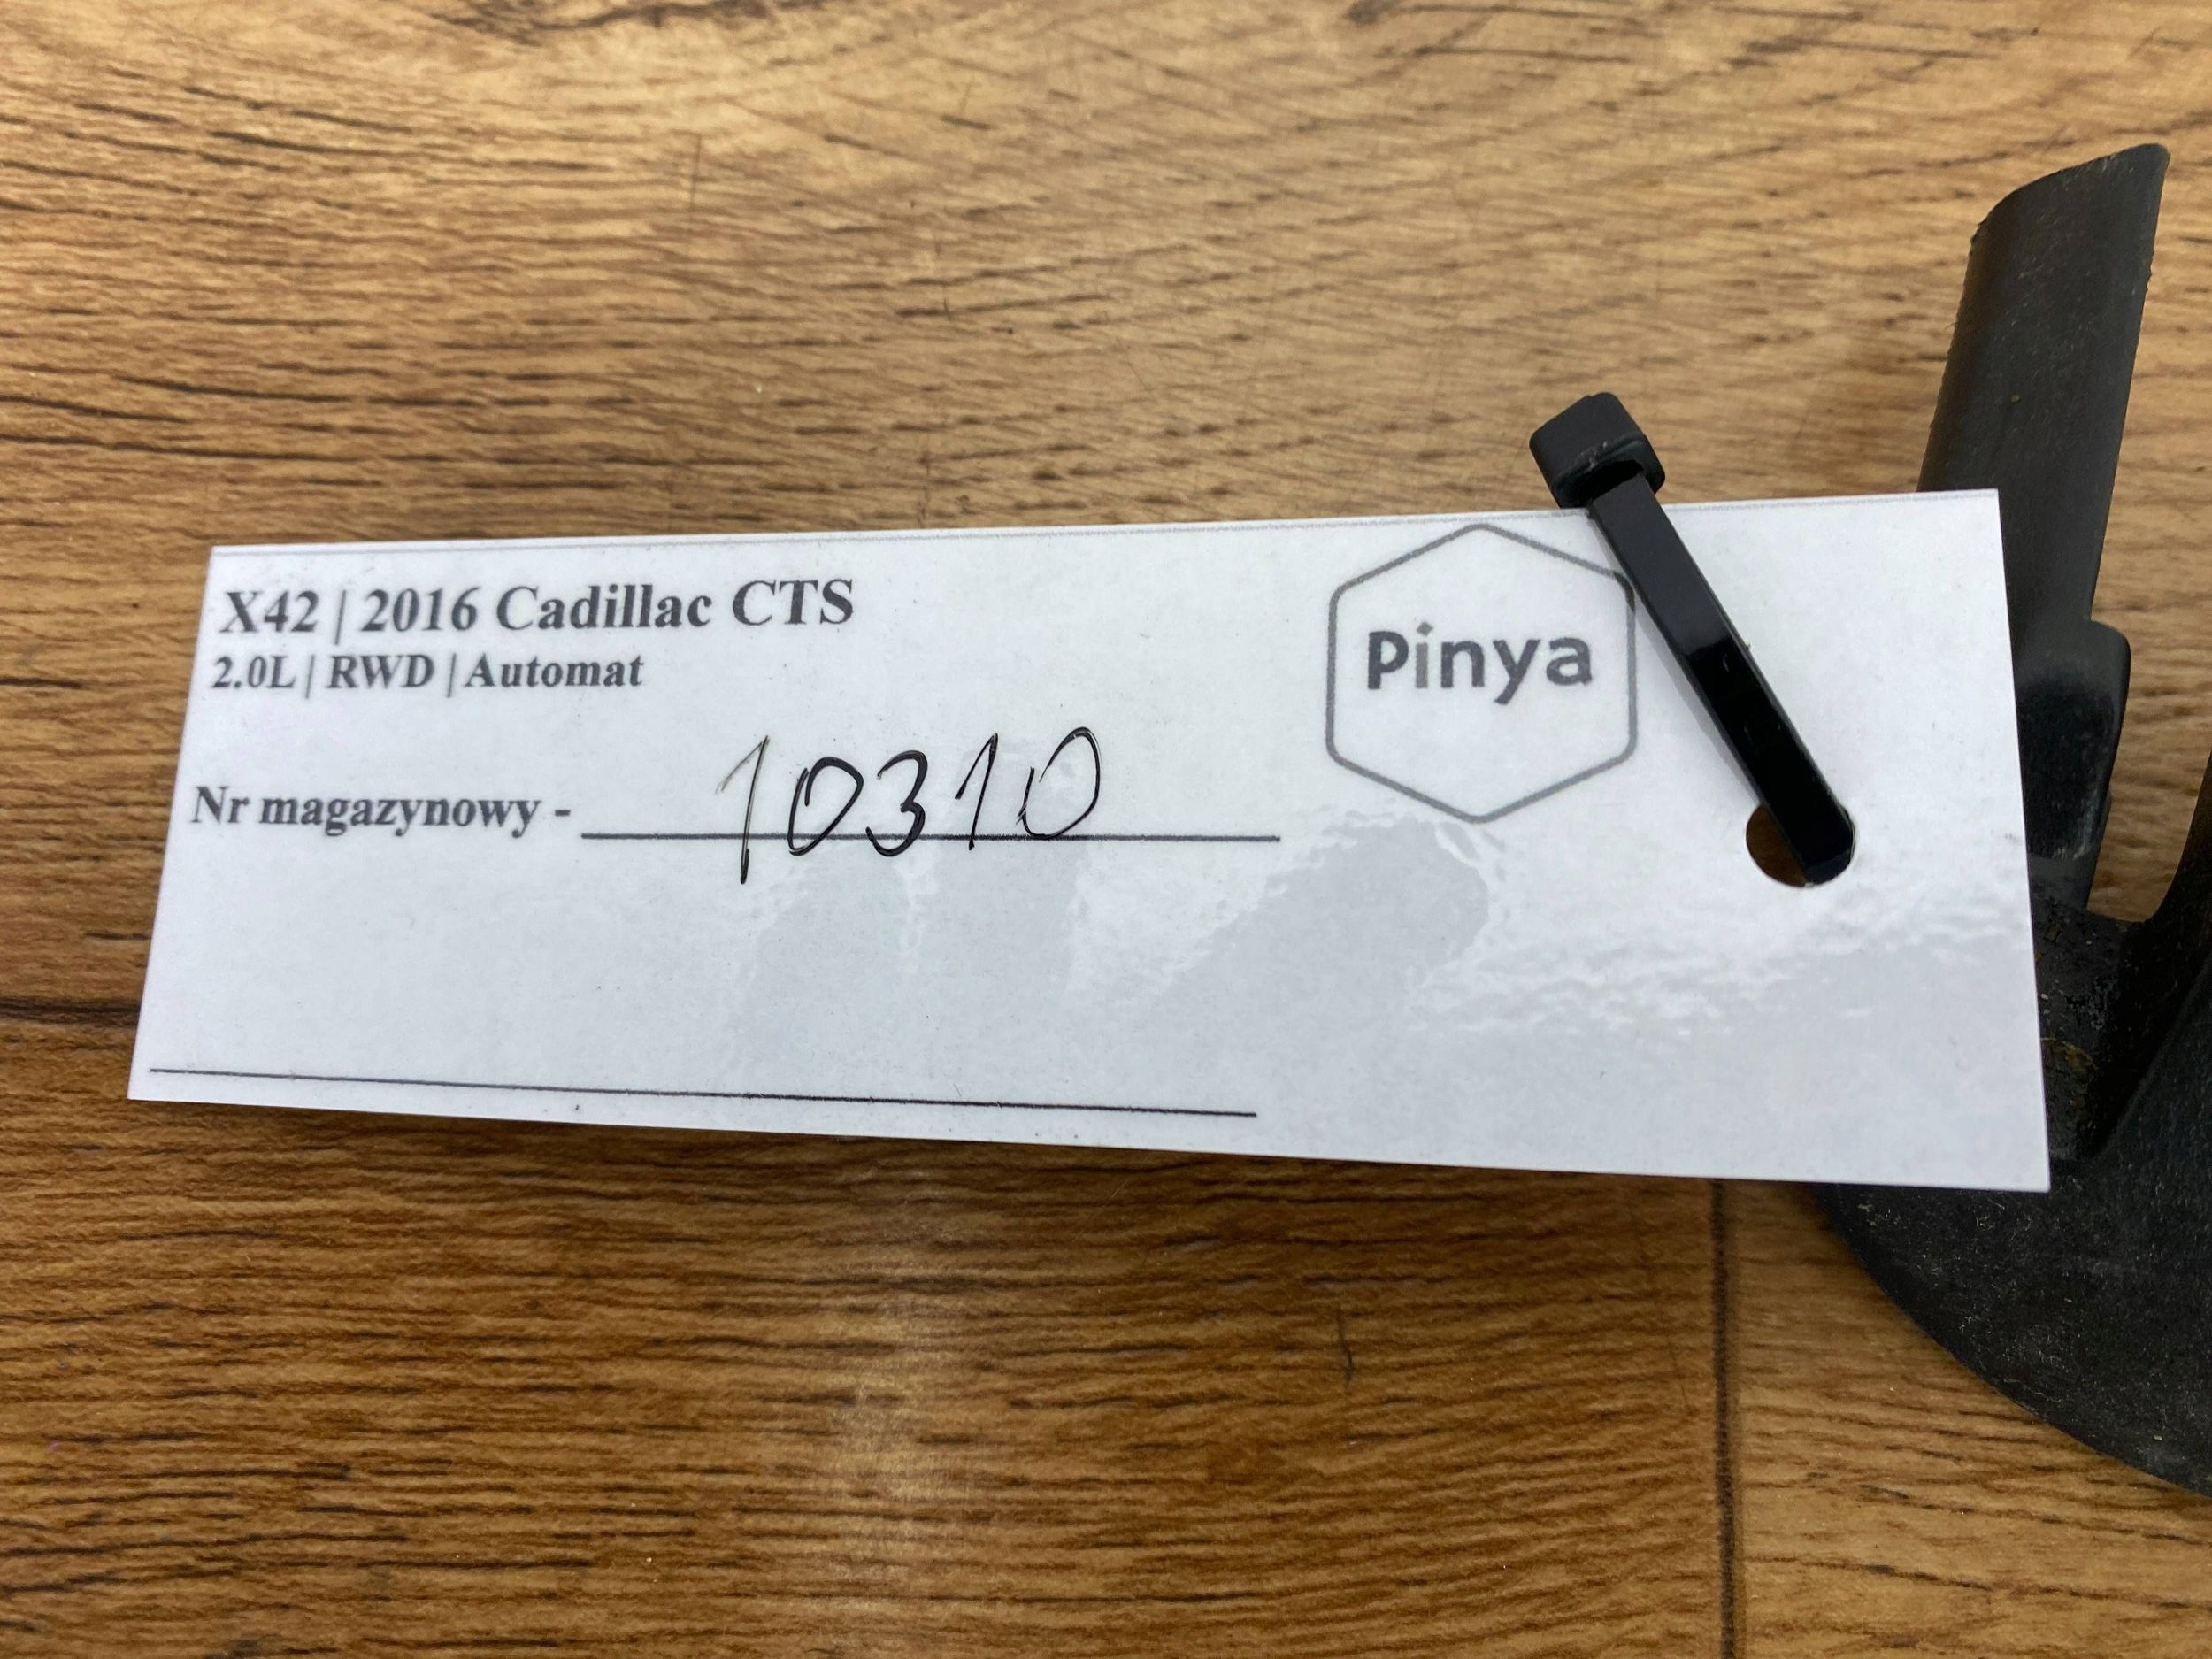 X42 | 2016 Cadillac CTS
2.0L | RWD | Automat
Nr magazynowy - 10310
Pinya